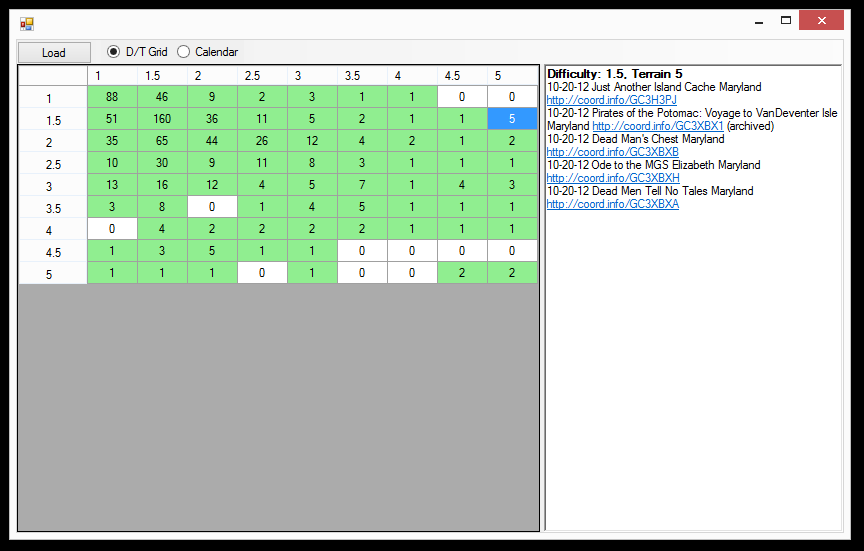 Load D/T Grid Calendar
1 1.5 2 2.5 3 3.5 4 4.5 5
1 88 46 9 2 3 1 1 0 0
1.5 51 160 36 11 5 2 1 1 5
2 35 65 44 26 12 4 2 1 2
2.5 10 30 9 11 8 3 1 1 1
3 13 16 12 4 5 7 1 4 3
3.5 3 8 0 1 4 5 1 1 1
4 0 4 2 2 2 2 1 1 1
4.5 1 3 5 1 1 0 0 0 0
5 1 1 1 0 1 0 0 2 2
Difficulty: 1.5, Terrain 5
10-20-12 Just Another Island Cache Maryland
http://coord.info/GC3H3PJ
10-20-12 Pirates of the Potomac: Voyage to VanDeventer Isle
Maryland http://coord.info/GC3XBX1 (archived)
10-20-12 Dead Man's Chest Maryland
http://coord.info/GC3XBXB
10-20-12 Ode to the MGS Elizabeth Maryland
http://coord.info/GC3XBXH
10-20-12 Dead Men Tell No Tales Maryland
http://coord.info/GC3XBXA